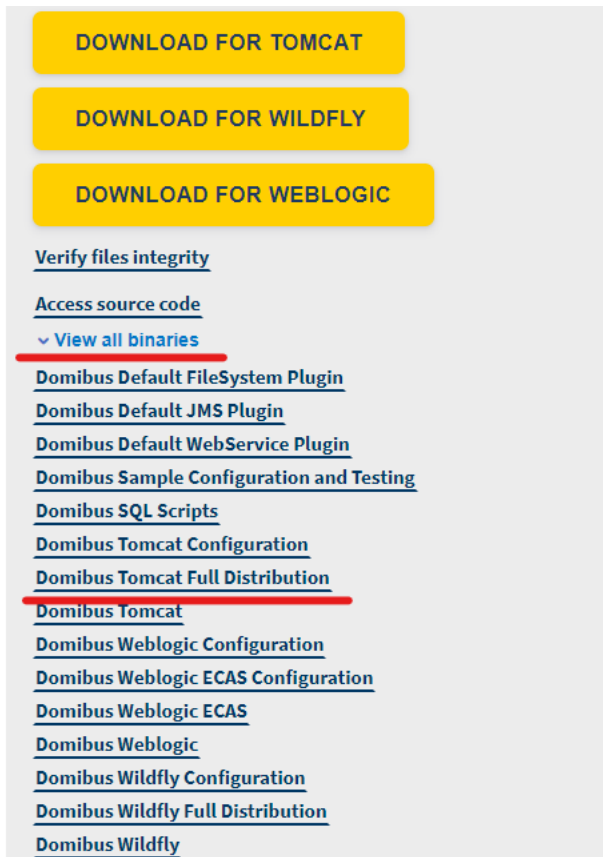 DOWNLOAD FOR TOMCAT
DOWNLOAD FOR WILDFLY
DOWNLOAD FOR WEBLOGIC
Verify files integrity
Access source code
View all binaries
Domibus Default FileSystem Plugin
Domibus Default JMS Plugin
Domibus Default WebService Plugin
Domibus Sample Configuration and Testing
Domibus SQL Scripts
Domibus Tomcat Configuration
Domibus Tomcat Full Distribution
Domibus Tomcat
Domibus Weblogic Configuration
Domibus Weblogic ECAS Configuration
Domibus Weblogic ECAS
Domibus Weblogic
Domibus Wildfly Configuration
Domibus Wildfly Full Distribution
Domibus Wildfly